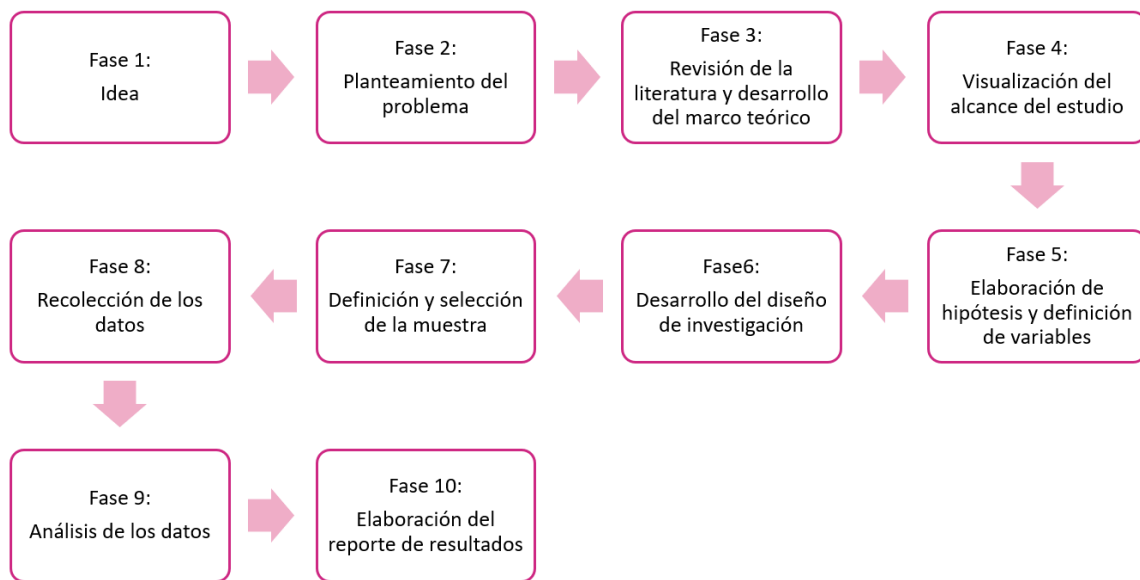 Fase 1:
Idea
Fase 2:
Planteamiento del
problema
Fase 3:
Revisión de la
literatura y desarrollo
del marco teórico
Fase 4:
Visualización del
alcance del estudio
Fase 5:
Elaboración de
hipótesis y definición
de variables
Fase6:
Desarrollo del diseño
de investigación
Fase 7:
Definición y selección
de la muestra
Fase 8:
Recolección de los
datos
Fase 9:
Análisis de los datos
Fase 10:
Elaboración del
reporte de resultados